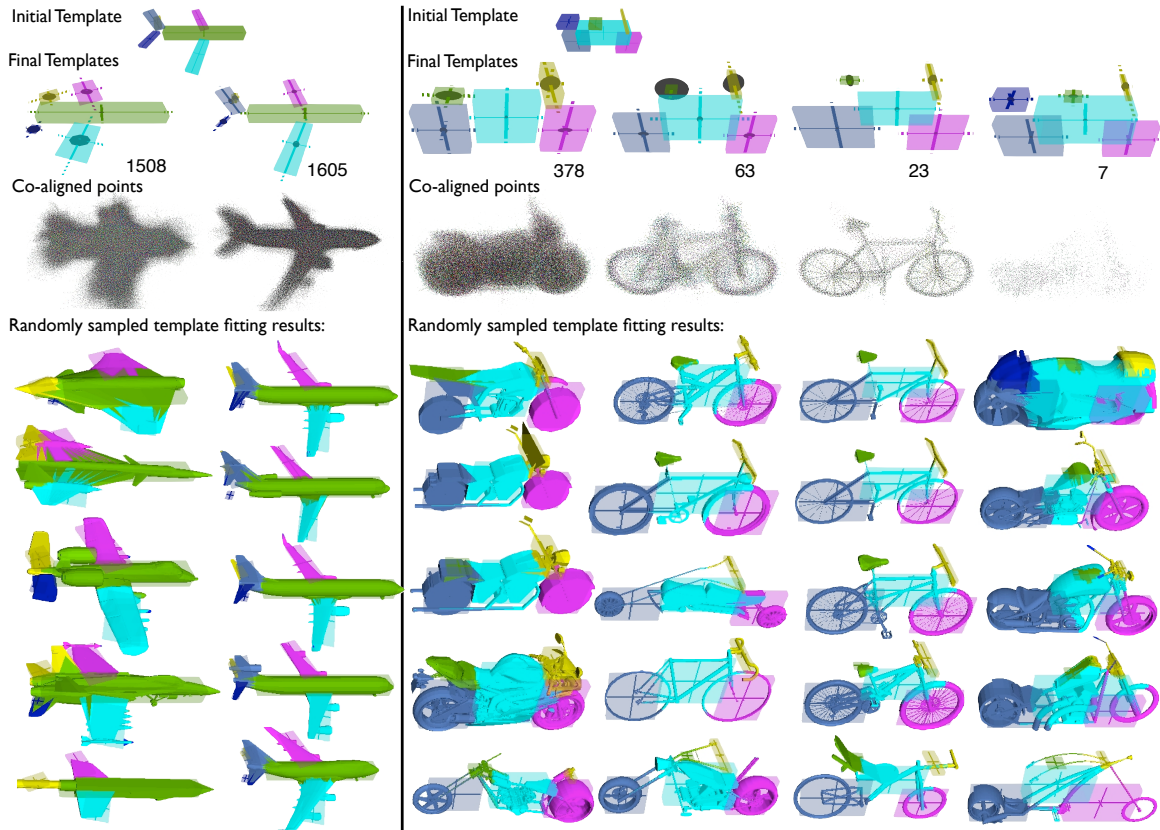 Initial Template
Final Templates
1508
1605
Co-aligned points
Randomly sampled template fitting results:
Initial Template
Final Templates
378
63
23
7
Co-aligned points
Randomly sampled template fitting results: